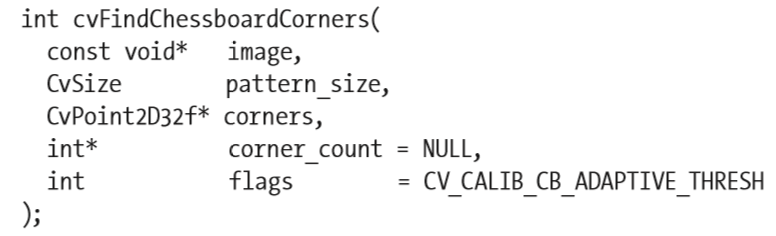 int cvFindChessboardCorners(
  const void*   image,
  CvSize        pattern_size,
  CvPoint2D32f* corners,
  int*          corner_count = NULL,
  int           flags        = CV_CALIB_CB_ADAPTIVE_THRESH
);